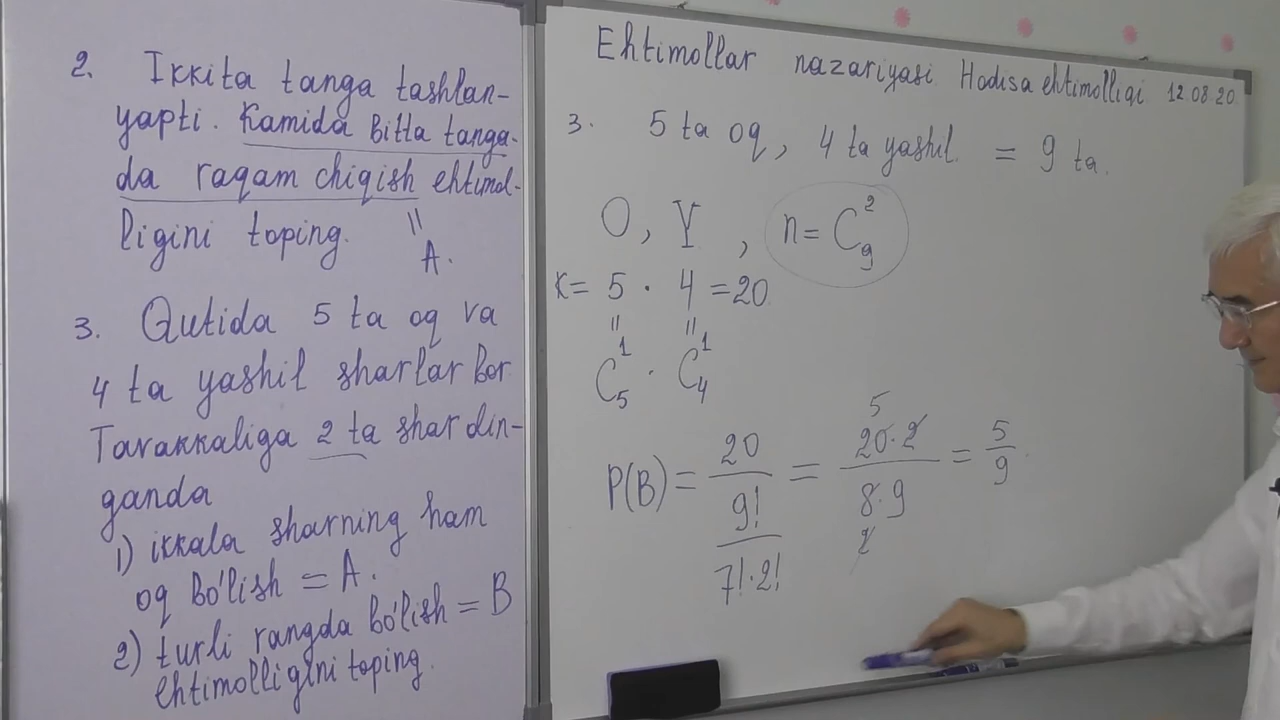 2. Ikkita tanga tashlan-
yapti. Kamida bitta tanga-
da raqam chiqish ehtimol-
ligini toping.
=
A.
3. Qutida 5 ta oq va
4 ta yashil sharlar bor
Tavakkaliga 2 ta shar olin-
ganda
1) ikkala sharning ham
oq bo'lish = A.
2) turli rangda bo'lish = B
ehtimolligini toping.
Ehtimollar nazariyasi Hodisa ehtimolligi 12.08.20
3. 5 ta oq, 4 ta yashil. = 9 ta.
O, Y, n = C₉²
K = 5 · 4 = 20
= =
C₅¹ · C₄¹
P(B) = 20 / (9! / 7!·2!) = 20·2 / 8·9 = 5/9
5
2